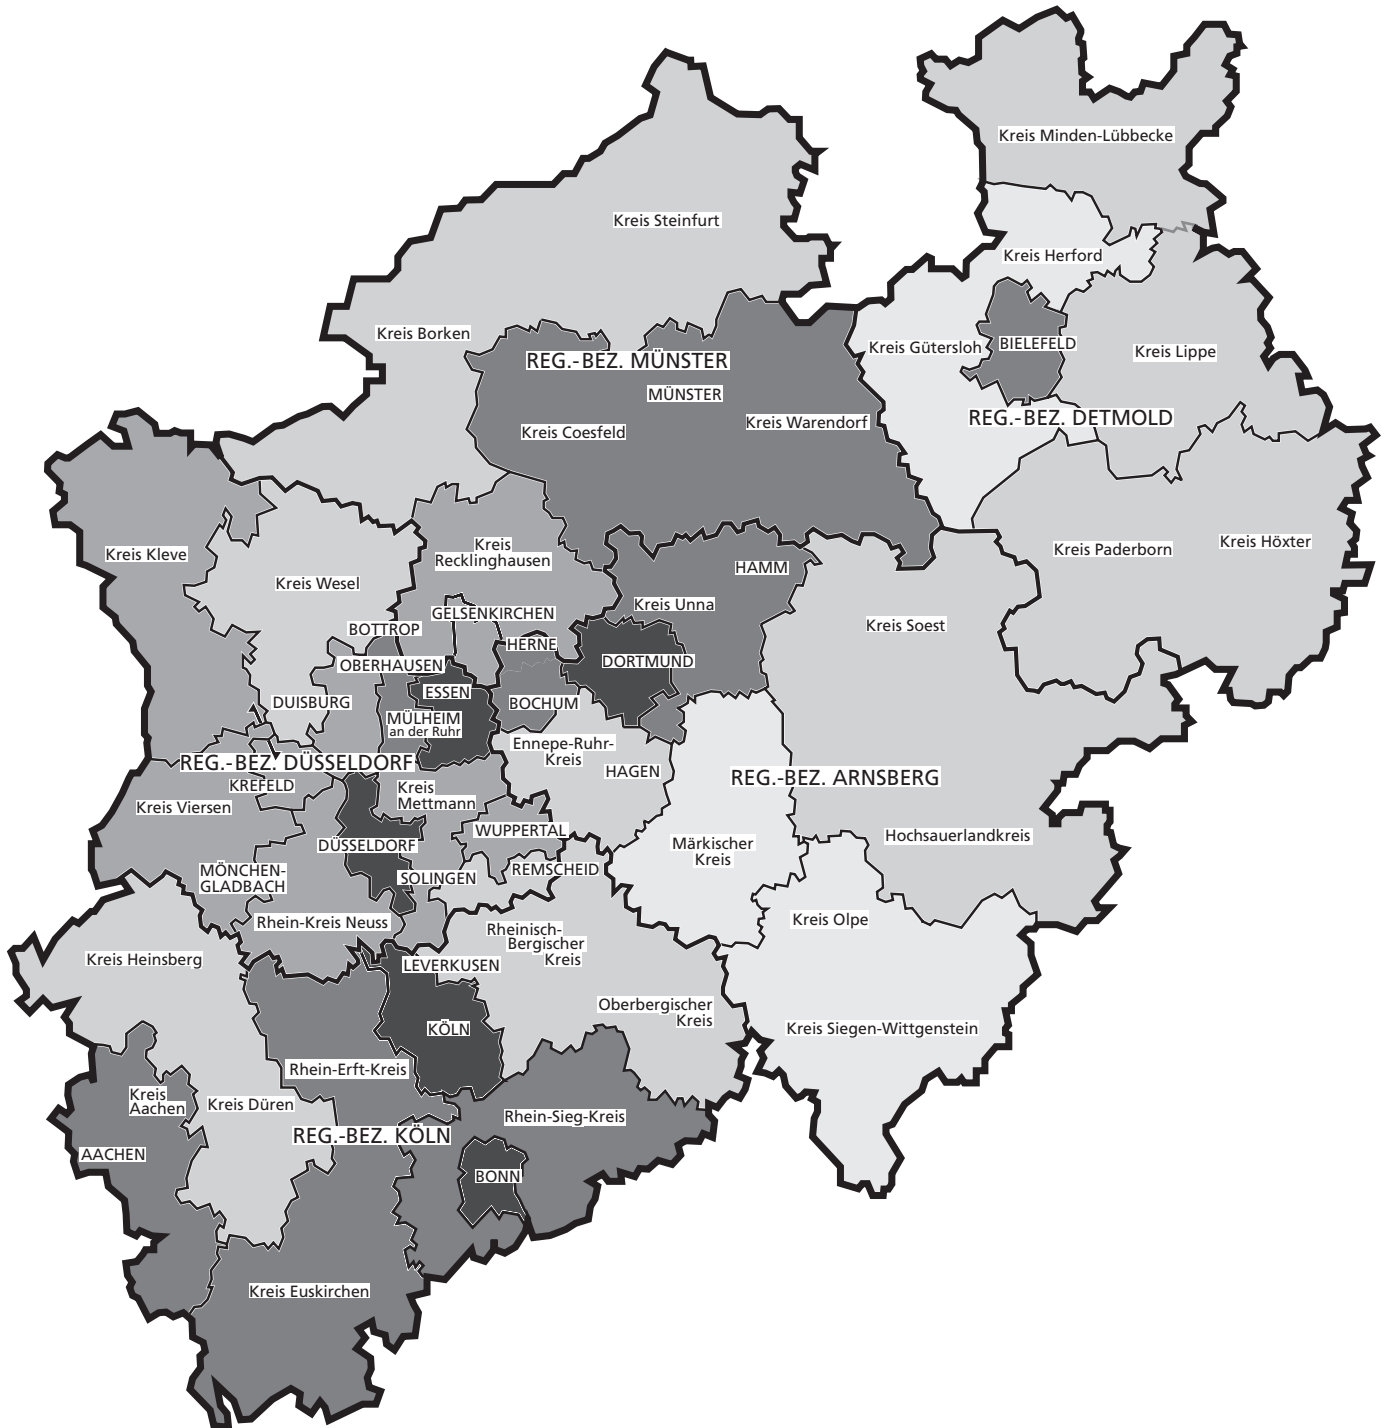 Kreis Minden-Lübbecke
Kreis Steinfurt
Kreis Herford
Kreis Borken
BIELEFELD
Kreis Gütersloh
Kreis Lippe
REG.-BEZ. MÜNSTER
MÜNSTER
REG.-BEZ. DETMOLD
Kreis Warendorf
Kreis Coesfeld
Kreis Höxter
Kreis Paderborn
Kreis Kleve
Kreis
Recklinghausen
HAMM
Kreis Wesel
Kreis Unna
GELSENKIRCHEN
Kreis Soest
BOTTROP
HERNE
DORTMUND
OBERHAUSEN
ESSEN
DUISBURG
BOCHUM
MÜLHEIM
an der Ruhr
Ennepe-Ruhr-
Kreis
REG.-BEZ. DÜSSELDORF
HAGEN
REG.-BEZ. ARNSBERG
KREFELD
Kreis
Mettmann
Kreis Viersen
WUPPERTAL
Hochsauerlandkreis
DÜSSELDORF
Märkischer
Kreis
REMSCHEID
MÖNCHEN-
GLADBACH
SOLINGEN
Kreis Olpe
Rhein-Kreis Neuss
Rheinisch-
Bergischer
Kreis
Kreis Heinsberg
LEVERKUSEN
Oberbergischer
Kreis
KÖLN
Kreis Siegen-Wittgenstein
Rhein-Erft-Kreis
Kreis
Aachen
Kreis Düren
Rhein-Sieg-Kreis
REG.-BEZ. KÖLN
AACHEN
BONN
Kreis Euskirchen